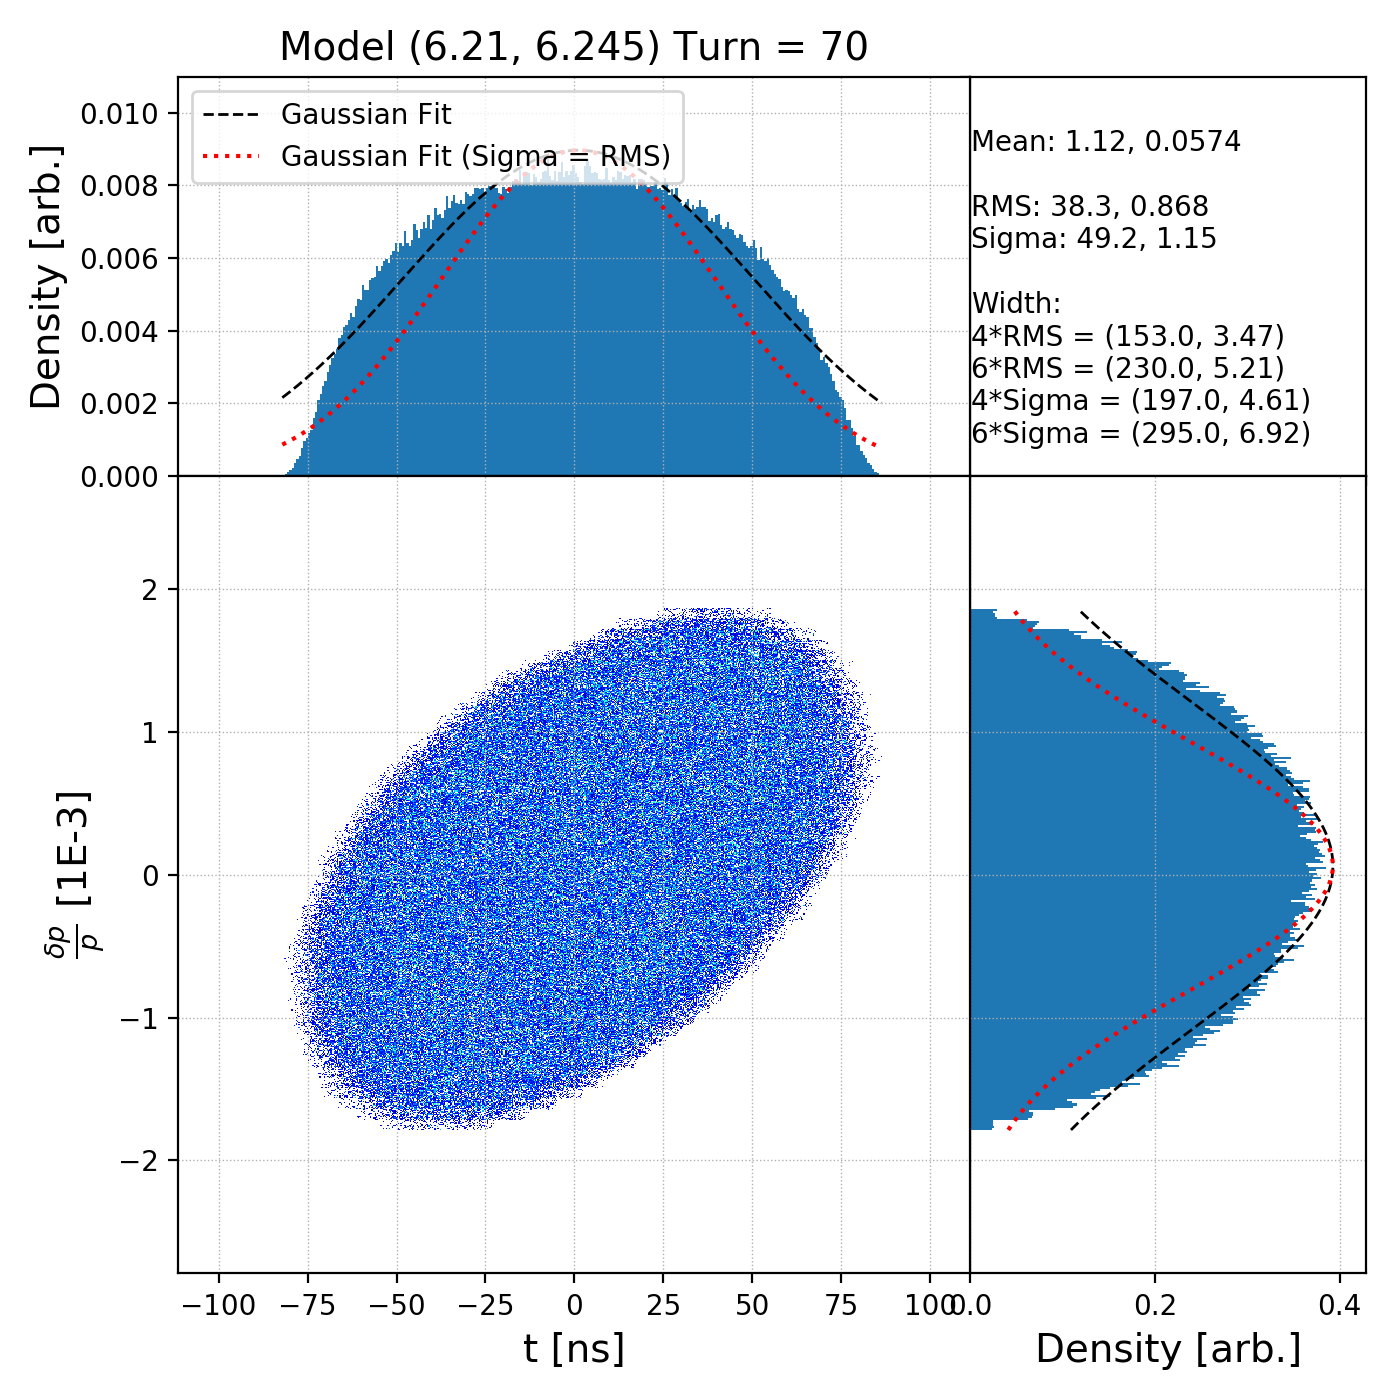 Model (6.21, 6.245) Turn = 70
Gaussian Fit
Gaussian Fit (Sigma = RMS)
Density [arb.]
0.010
0.008
0.006
0.004
0.002
0.000
Mean: 1.12, 0.0574
RMS: 38.3, 0.868
Sigma: 49.2, 1.15
Width:
4*RMS = (153.0, 3.47)
6*RMS = (230.0, 5.21)
4*Sigma = (197.0, 4.61)
6*Sigma = (295.0, 6.92)
δp/p [1E-3]
2
1
0
−1
−2
−100 −75 −50 −25 0 25 50 75 100
t [ns]
0.0 0.2 0.4
Density [arb.]